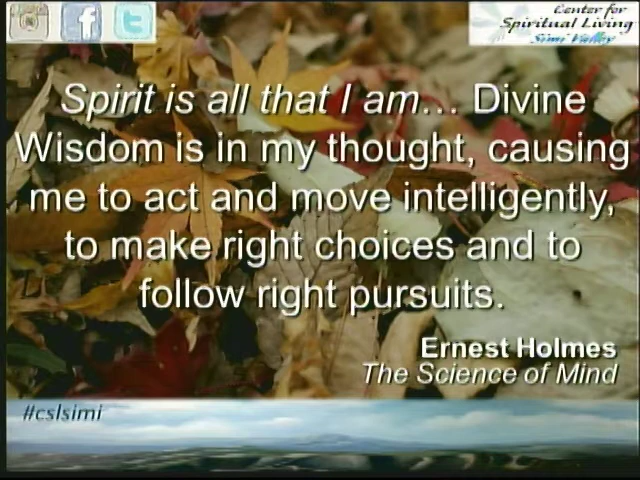 Center for
Spiritual Living
Simi Valley
Spirit is all that I am... Divine
Wisdom is in my thought, causing
me to act and move intelligently,
to make right choices and to
follow right pursuits.
Ernest Holmes
The Science of Mind
#cslsimi